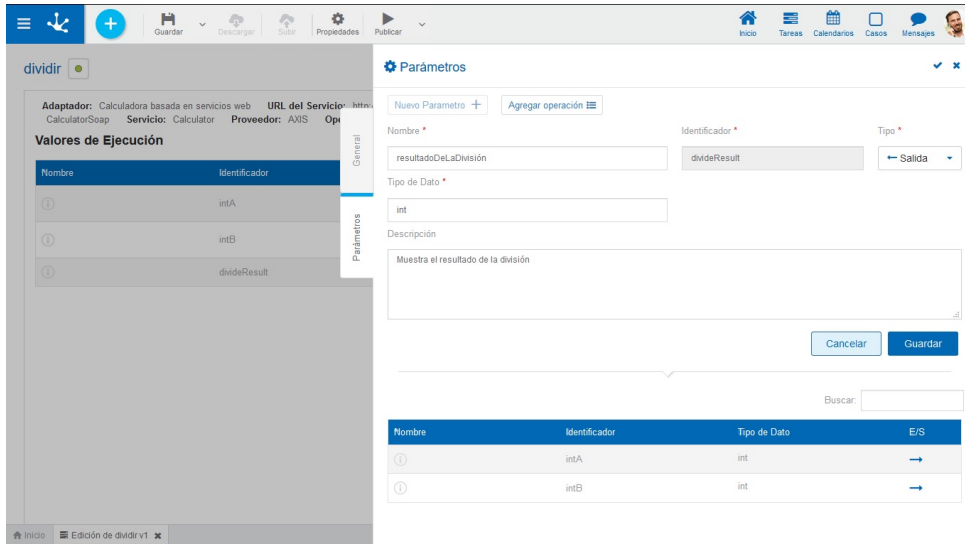 Guardar
Descargar
Subir
Propiedades
Publicar
Inicio
Tareas
Calendarios
Casos
Mensajes
dividir
Adaptador: Calculadora basada en servicios web URL del Servicio: http:
CalculatorSoap Servicio: Calculator Proveedor: AXIS Ope
Valores de Ejecución
Nombre Identificador
intA
intB
divideResult
General
Parámetros
Parámetros
Nuevo Parametro +
Agregar operación
Nombre * Identificador * Tipo *
resultadoDeLaDivisión divideResult Salida
Tipo de Dato *
int
Descripción
Muestra el resultado de la división
Cancelar Guardar
Buscar:
Nombre Identificador Tipo de Dato E/S
intA int
intB int
Inicio Edición de dividir v1